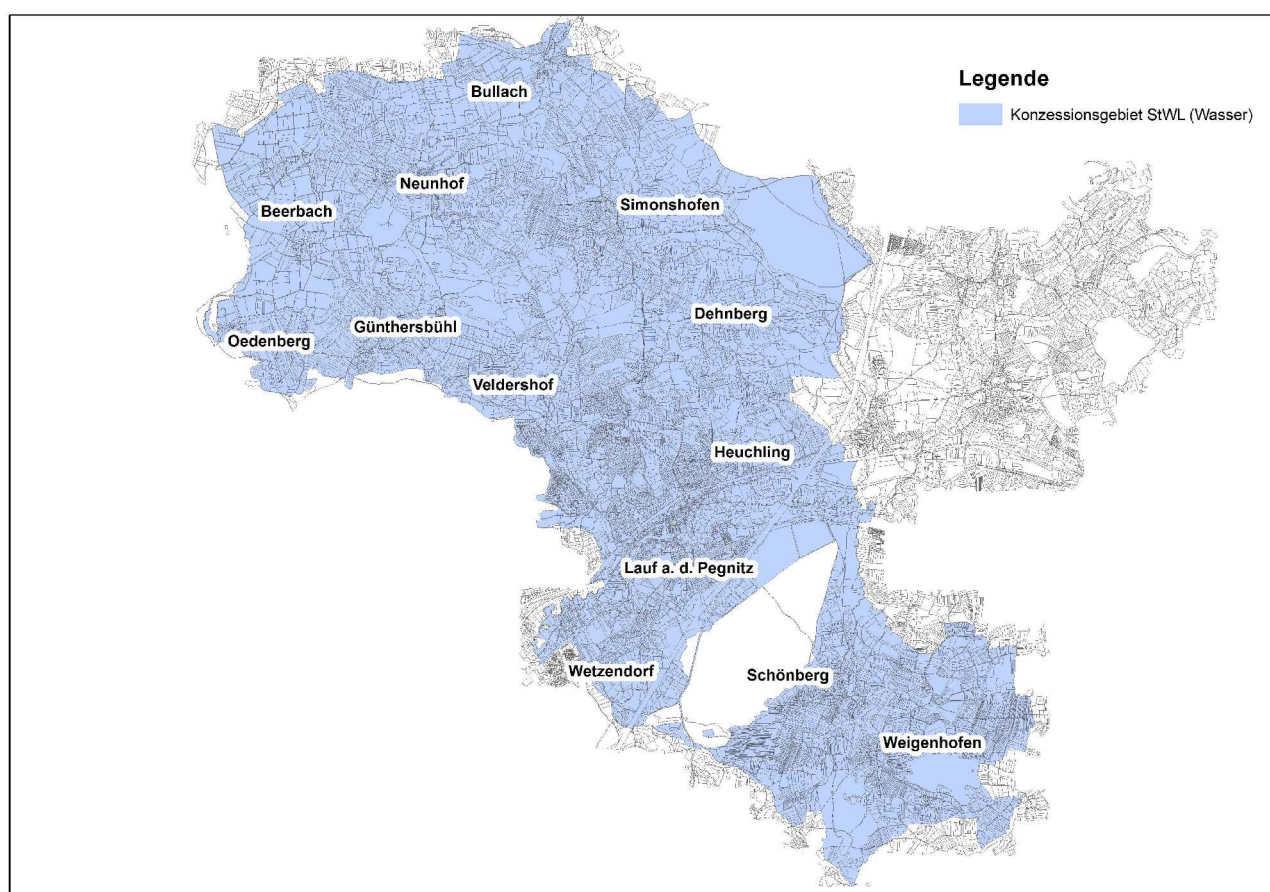 Legende
Konzessionsgebiet StWL (Wasser)
Bullach
Neunhof
Simonshofen
Beerbach
Dehnberg
Günthersbühl
Oedenberg
Veldershof
Heuchling
Lauf a. d. Pegnitz
Wetzendorf
Schönberg
Weigenhofen